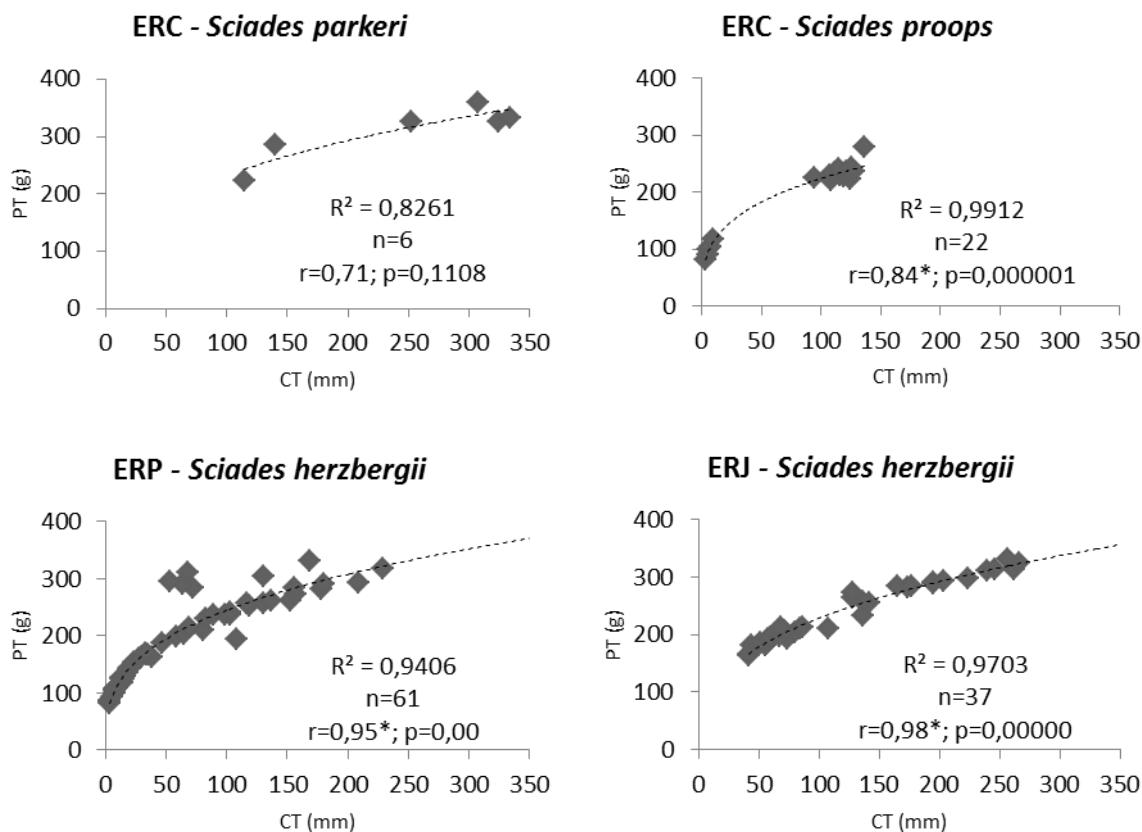 ERC - Sciades parkeri
400
300
200
100
0
PT (g)
R² = 0,8261
n=6
r=0,71; p=0,1108
0 50 100 150 200 250 300 350
CT (mm)
ERC - Sciades proops
400
300
200
100
0
PT (g)
R² = 0,9912
n=22
r=0,84*; p=0,000001
0 50 100 150 200 250 300 350
CT (mm)
ERP - Sciades herzbergii
400
300
200
100
0
PT (g)
R² = 0,9406
n=61
r=0,95*; p=0,00
0 50 100 150 200 250 300 350
CT (mm)
ERJ - Sciades herzbergii
400
300
200
100
0
PT (g)
R² = 0,9703
n=37
r=0,98*; p=0,00000
0 50 100 150 200 250 300 350
CT (mm)